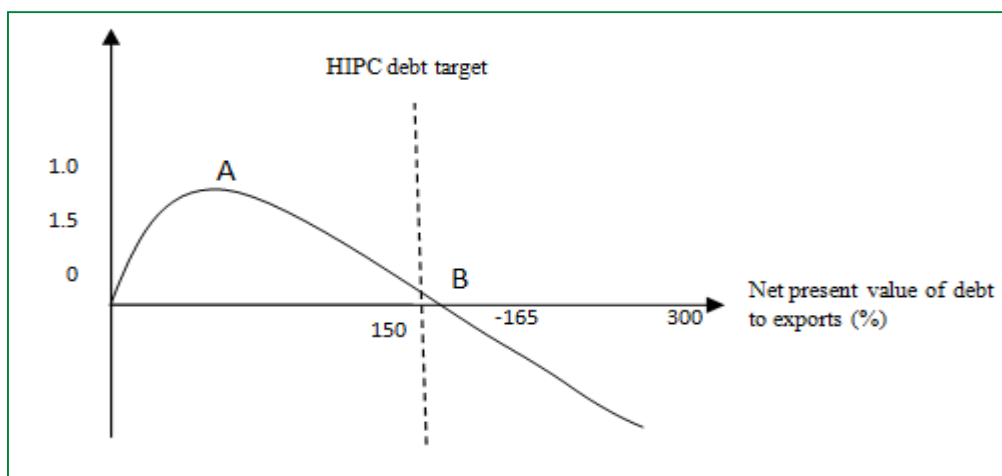 HIPC debt target
1.0
A
1.5
0
B
Net present value of debt
to exports (%)
150
-165
300